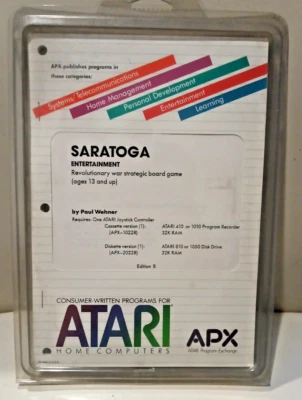 APX publishes programs in
these categories:
Systems/Telecommunications
Home Management
Personal Development
Entertainment
Learning
SARATOGA
ENTERTAINMENT
Revolutionary war strategic board game
(ages 13 and up)
by Paul Wehner
Requires: One ATARI Joystick Controller
Cassette version (1): ATARI 410 or 1010 Program Recorder
(APX-10228) 32K RAM
Diskette version (1): ATARI 810 or 1050 Disk Drive
(APX-20228) 32K RAM
Edition B
CONSUMER-WRITTEN PROGRAMS FOR
ATARI
HOME COMPUTERS
APX
ATARI Program Exchange